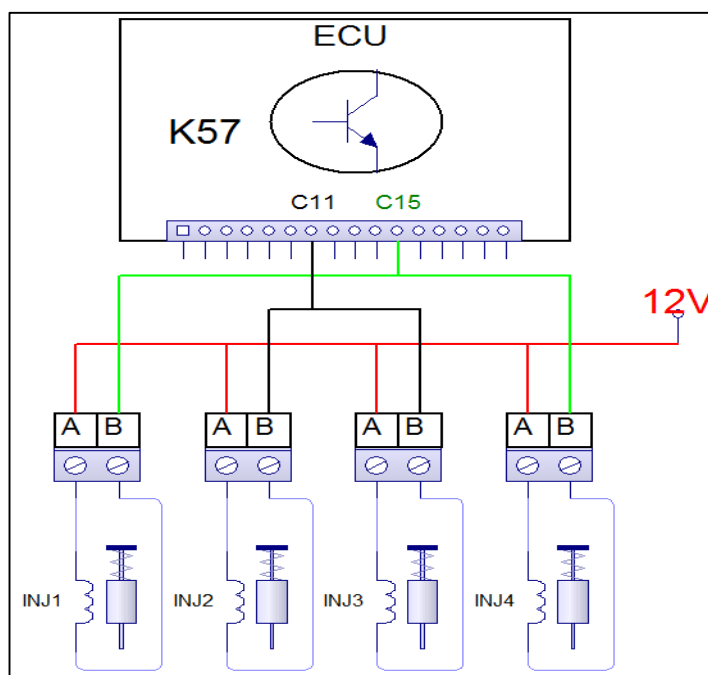 ECU
K57
C11 C15
12V
A B A B A B A B
INJ1 INJ2 INJ3 INJ4